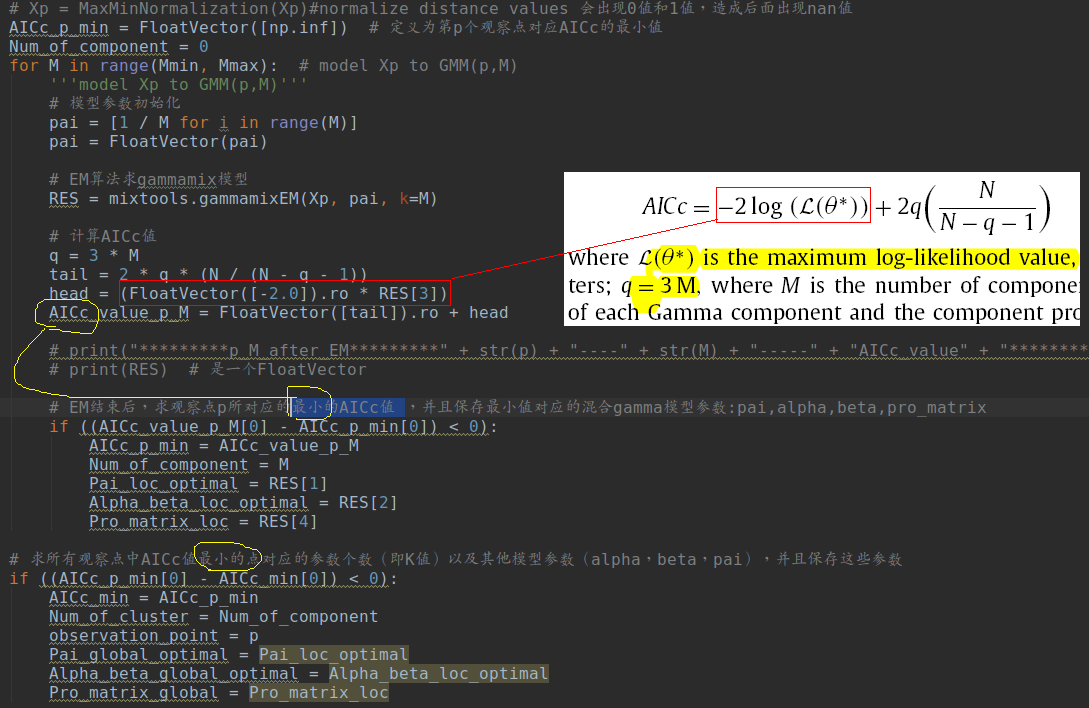 # Xp = MaxMinNormalization(Xp)#normalize distance values 会出现0值和1值，造成后面出现nan值
AICc_p_min = FloatVector([np.inf])  # 定义为第p个观察点对应AICc的最小值
Num_of_component = 0
for M in range(Mmin, Mmax):  # model Xp to GMM(p,M)
    '''model Xp to GMM(p,M)'''
    # 模型参数初始化
    pai = [1 / M for i in range(M)]
    pai = FloatVector(pai)
    # EM算法求gammamix模型
    RES = mixtools.gammamixEM(Xp, pai, k=M)
    # 计算AICc值
    q = 3 * M
    tail = 2 * q * (N / (N - q - 1))
    head = (FloatVector([-2.0]).ro * RES[3])
    AICc_value_p_M = FloatVector([tail]).ro + head
    # print("*********p_M_after_EM*********" + str(p) + "----" + str(M) + "-----" + "AICc_value" + "********
    # print(RES)  # 是一个FloatVector
    # EM结束后，求观察点p所对应的最小的AICc值 ，并且保存最小值对应的混合gamma模型参数:pai,alpha,beta,pro_matrix
    if ((AICc_value_p_M[0] - AICc_p_min[0]) < 0):
        AICc_p_min = AICc_value_p_M
        Num_of_component = M
        Pai_loc_optimal = RES[1]
        Alpha_beta_loc_optimal = RES[2]
        Pro_matrix_loc = RES[4]
# 求所有观察点中AICc值最小的点对应的参数个数（即K值）以及其他模型参数（alpha，beta，pai），并且保存这些参数
if ((AICc_p_min[0] - AICc_min[0]) < 0):
    AICc_min = AICc_p_min
    Num_of_cluster = Num_of_component
    observation_point = p
    Pai_global_optimal = Pai_loc_optimal
    Alpha_beta_global_optimal = Alpha_beta_loc_optimal
    Pro_matrix_global = Pro_matrix_loc
AICc = −2 log (ℒ(θ*)) + 2q(N / (N − q − 1))
where ℒ(θ*) is the maximum log-likelihood value,
ters; q = 3 M, where M is the number of compone
of each Gamma component and the component pro